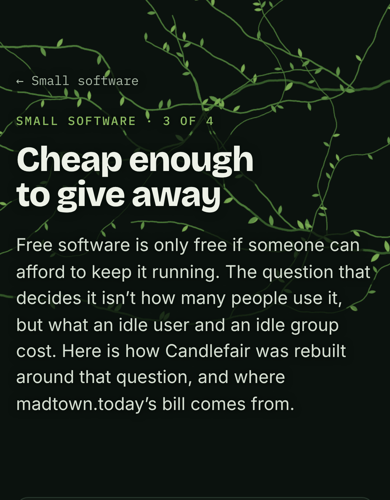 ← Small software
SMALL SOFTWARE · 3 OF 4
Cheap enough
to give away
Free software is only free if someone can
afford to keep it running. The question that
decides it isn’t how many people use it,
but what an idle user and an idle group
cost. Here is how Candlefair was rebuilt
around that question, and where
madtown.today’s bill comes from.